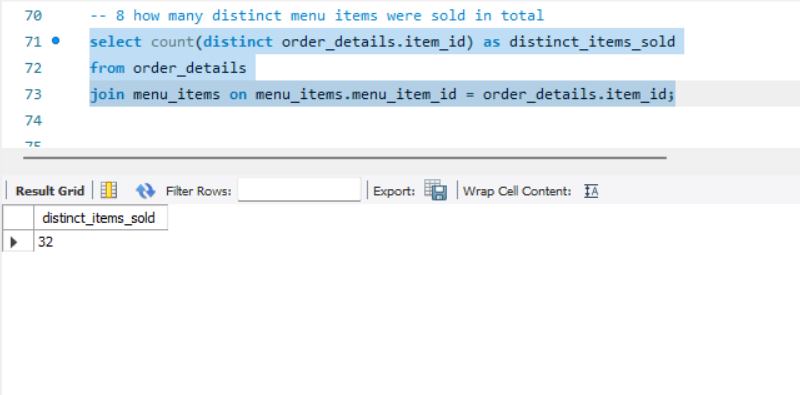 70 -- 8 how many distinct menu items were sold in total
71 select count(distinct order_details.item_id) as distinct_items_sold
72 from order_details
73 join menu_items on menu_items.menu_item_id = order_details.item_id;
74
75
Result Grid Filter Rows: Export: Wrap Cell Content: IA
distinct_items_sold
32